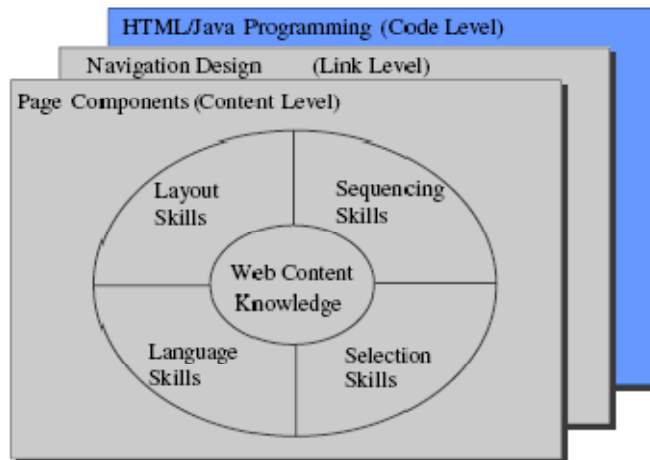 HTML/Java Programming (Code Level)
Navigation Design (Link Level)
Page Components (Content Level)
Layout
Skills
Sequencing
Skills
Web Content
Knowledge
Language
Skills
Selection
Skills